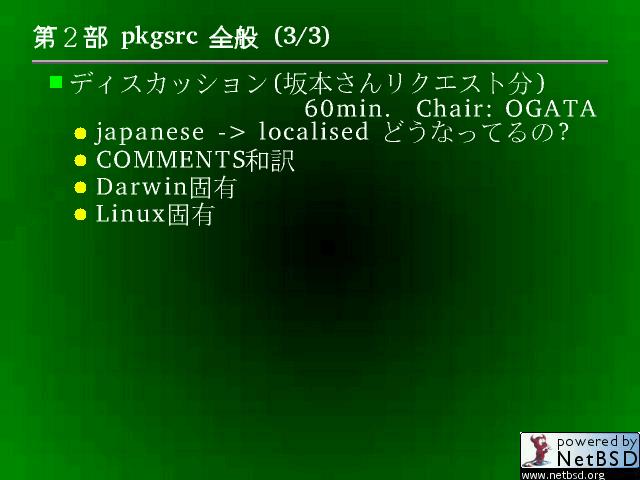 第２部 pkgsrc 全般 (3/3)
ディスカッション(坂本さんリクエスト分)
60min. Chair: OGATA
japanese -> localised どうなってるの?
COMMENTS和訳
Darwin固有
Linux固有
powered by
NetBSD
www.netbsd.org